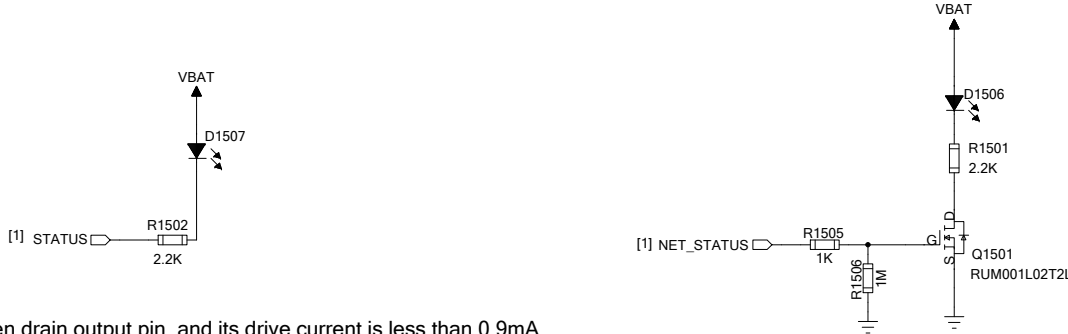 VBAT
D1507
R1502
[1] STATUS
2.2K
VBAT
D1506
R1501
2.2K
D
G
S
[1] NET_STATUS
R1505
1K
R1506
1M
Q1501
RUM001L02T2L
drain output pin, and its drive current is less than 0.9mA